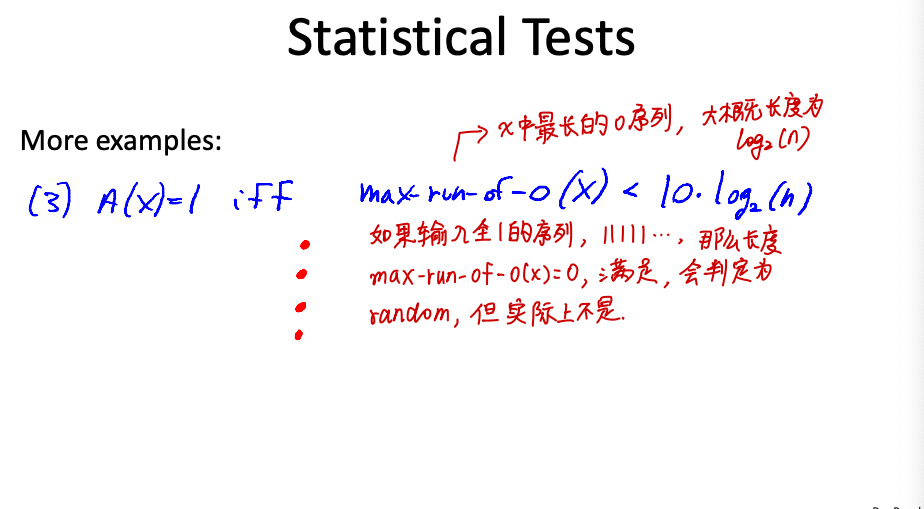 Statistical Tests
→ x中最长的0序列，大概长度为
log₂(n)
More examples:
(3) A(x)=1 iff max-run-of-0(x) < 10·log₂(n)
如果输入全1的序列，11111…，那么长度
max-run-of-0(x)=0，满足，会判定为
random，但实际上不是.